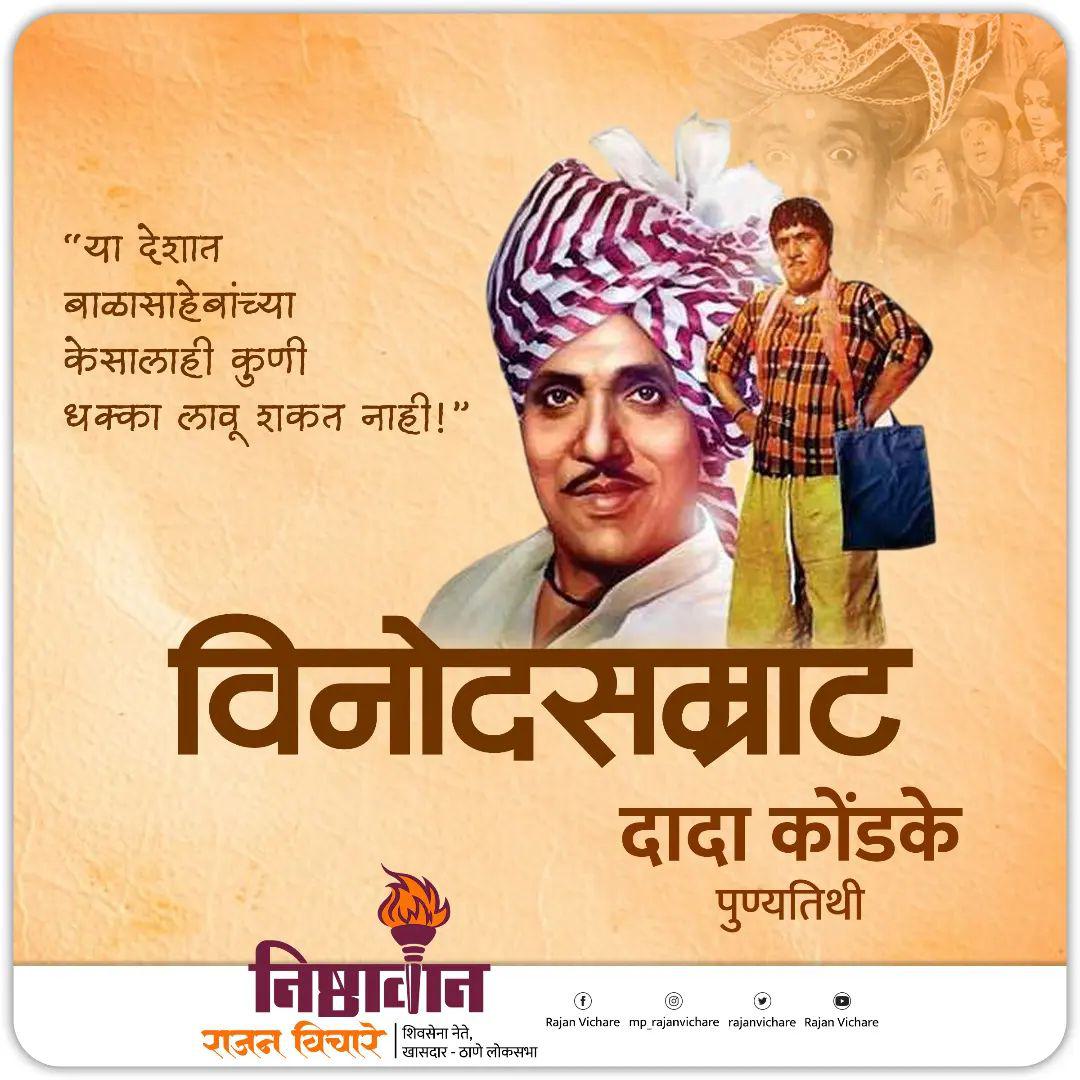 “या देशात
बाळासाहेबांच्या
केसालाही कुणी
धक्का लावू शकत नाही!”
विनोदसम्राट
दादा कोंडके
पुण्यतिथी
निष्ठावान
राजन विचारे
शिवसेना नेते,
खासदार - ठाणे लोकसभा
Rajan Vichare mp_rajanvichare rajanvichare Rajan Vichare